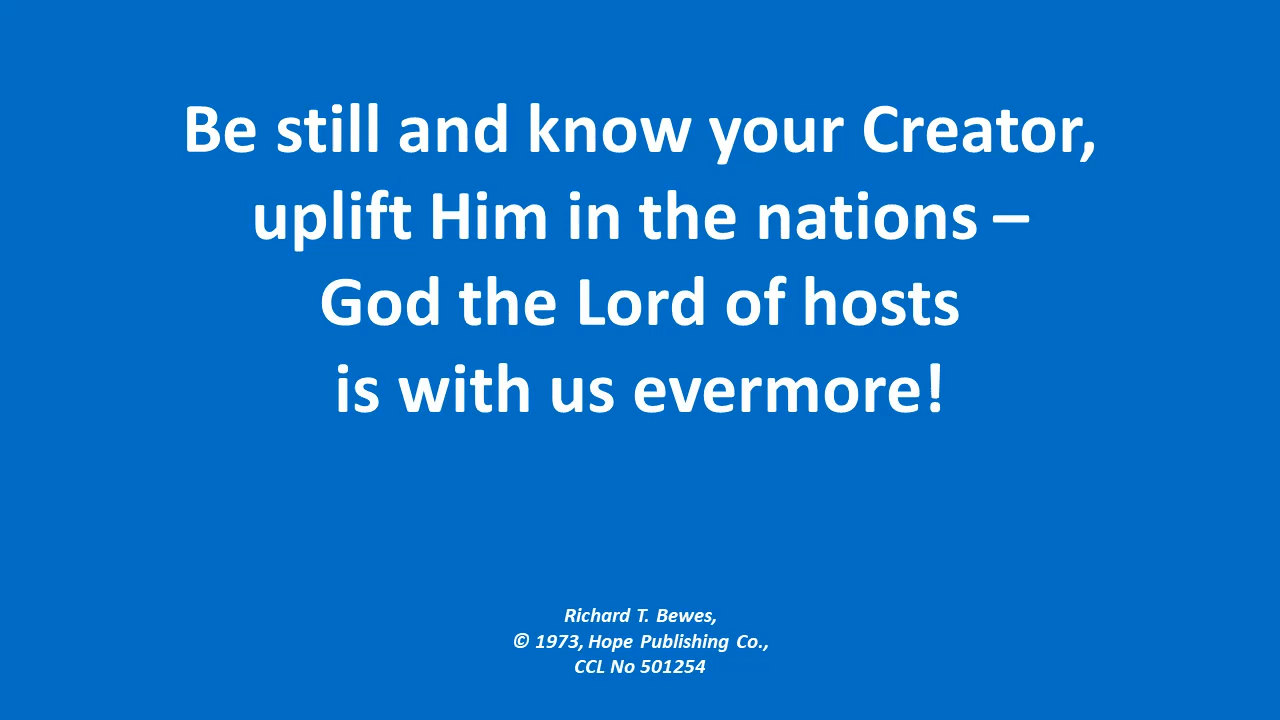 Be still and know your Creator,
uplift Him in the nations –
God the Lord of hosts
is with us evermore!
Richard T. Bewes,
© 1973, Hope Publishing Co.,
CCL No 501254